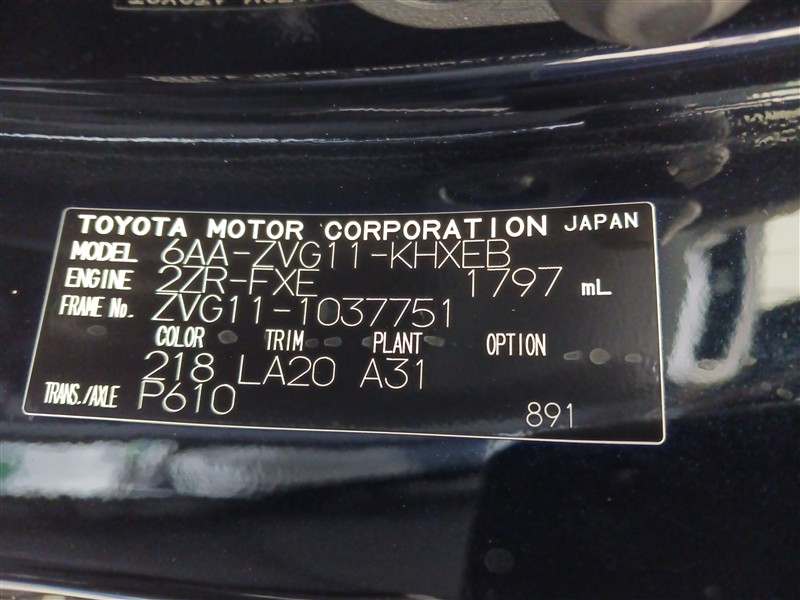 TOYOTA MOTOR CORPORATION JAPAN
MODEL 6AA-ZVG11-KHXEB
ENGINE 2ZR-FXE 1797 mL
FRAME No. ZVG11-1037751
COLOR TRIM PLANT OPTION
218 LA20 A31
TRANS./AXLE P610
891